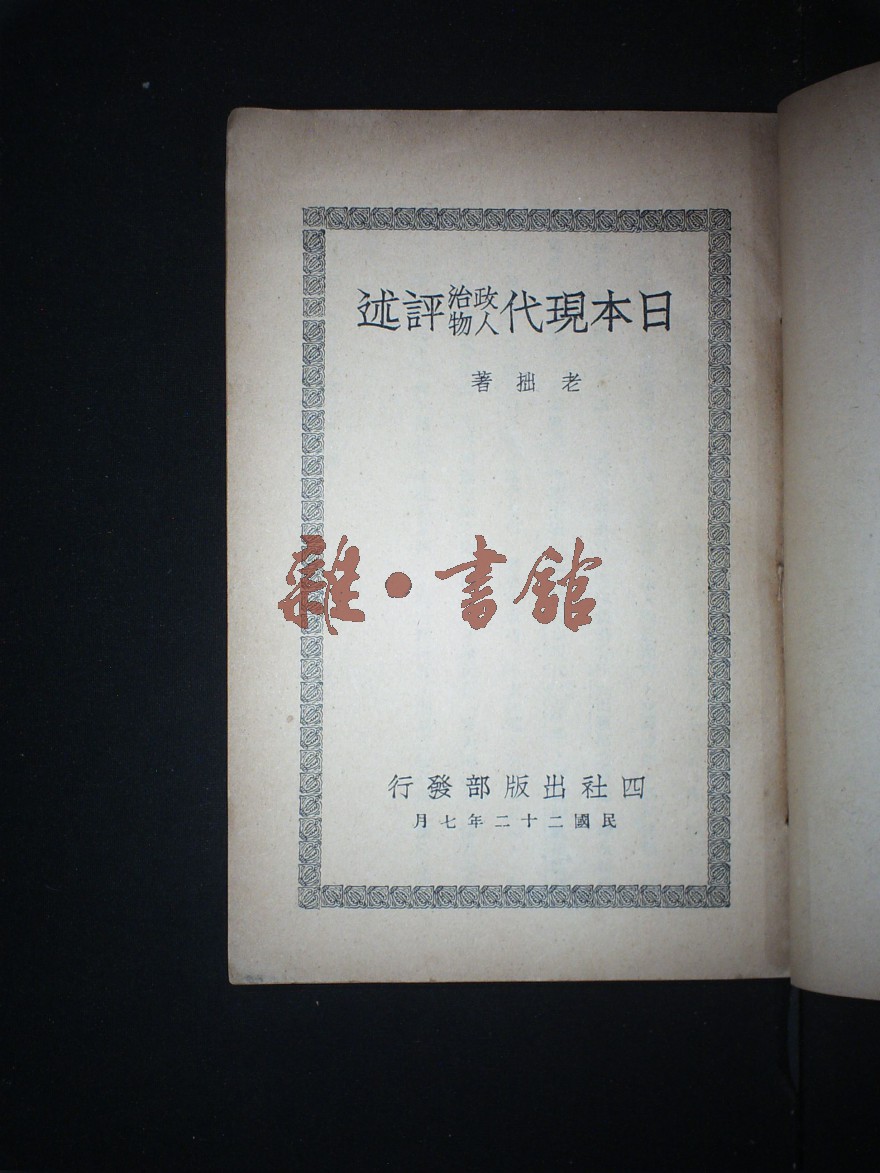 日本現代政治人物評述
老拙著
雜·書館
四社出版部發行
民國二十二年七月